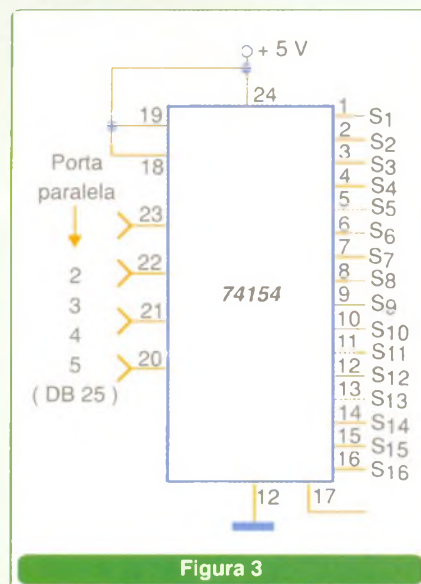 + 5 V
24
19
18
Porta
paralela
23
22
21
20
2
3
4
5
( DB 25 )
74154
1 S1
2 S2
3 S3
4 S4
5 S5
6 S6
7 S7
8 S8
9 S9
10 S10
11 S11
12 S12
13 S13
14 S14
15 S15
16 S16
12
17
Figura 3